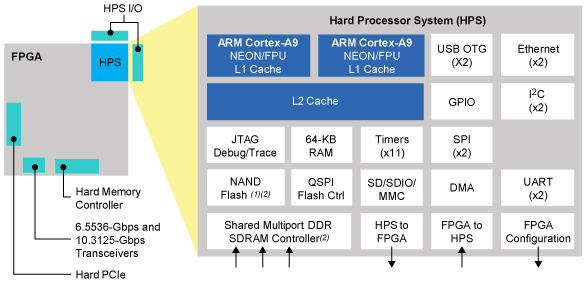 HPS I/O
FPGA
HPS
Hard Memory
Controller
6.5536-Gbps and
10.3125-Gbps
Transceivers
Hard PCIe
Hard Processor System (HPS)
ARM Cortex-A9
NEON/FPU
L1 Cache
ARM Cortex-A9
NEON/FPU
L1 Cache
USB OTG
(X2)
Ethernet
(x2)
L2 Cache
GPIO
I2C
(x2)
JTAG
Debug/Trace
64-KB
RAM
Timers
(x11)
SPI
(x2)
NAND
Flash (1)(2)
QSPI
Flash Ctrl
SD/SDIO/
MMC
DMA
UART
(x2)
Shared Multiport DDR
SDRAM Controller(2)
HPS to
FPGA
FPGA to
HPS
FPGA
Configuration